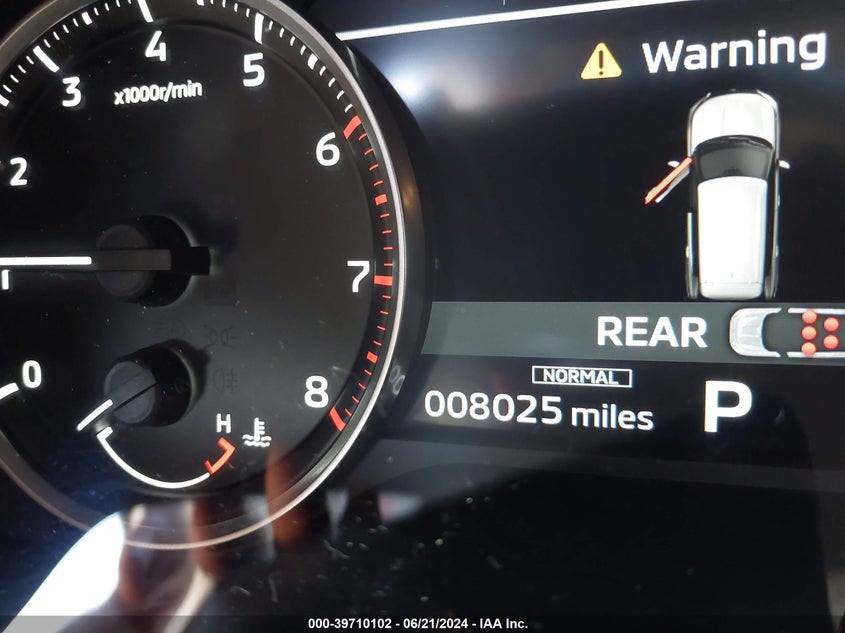 Warning
4
5
3
x1000r/min
6
2
7
1
REAR
0
NORMAL
8
008025 miles
P
H
000-39710102 - 06/21/2024 - IAA Inc.